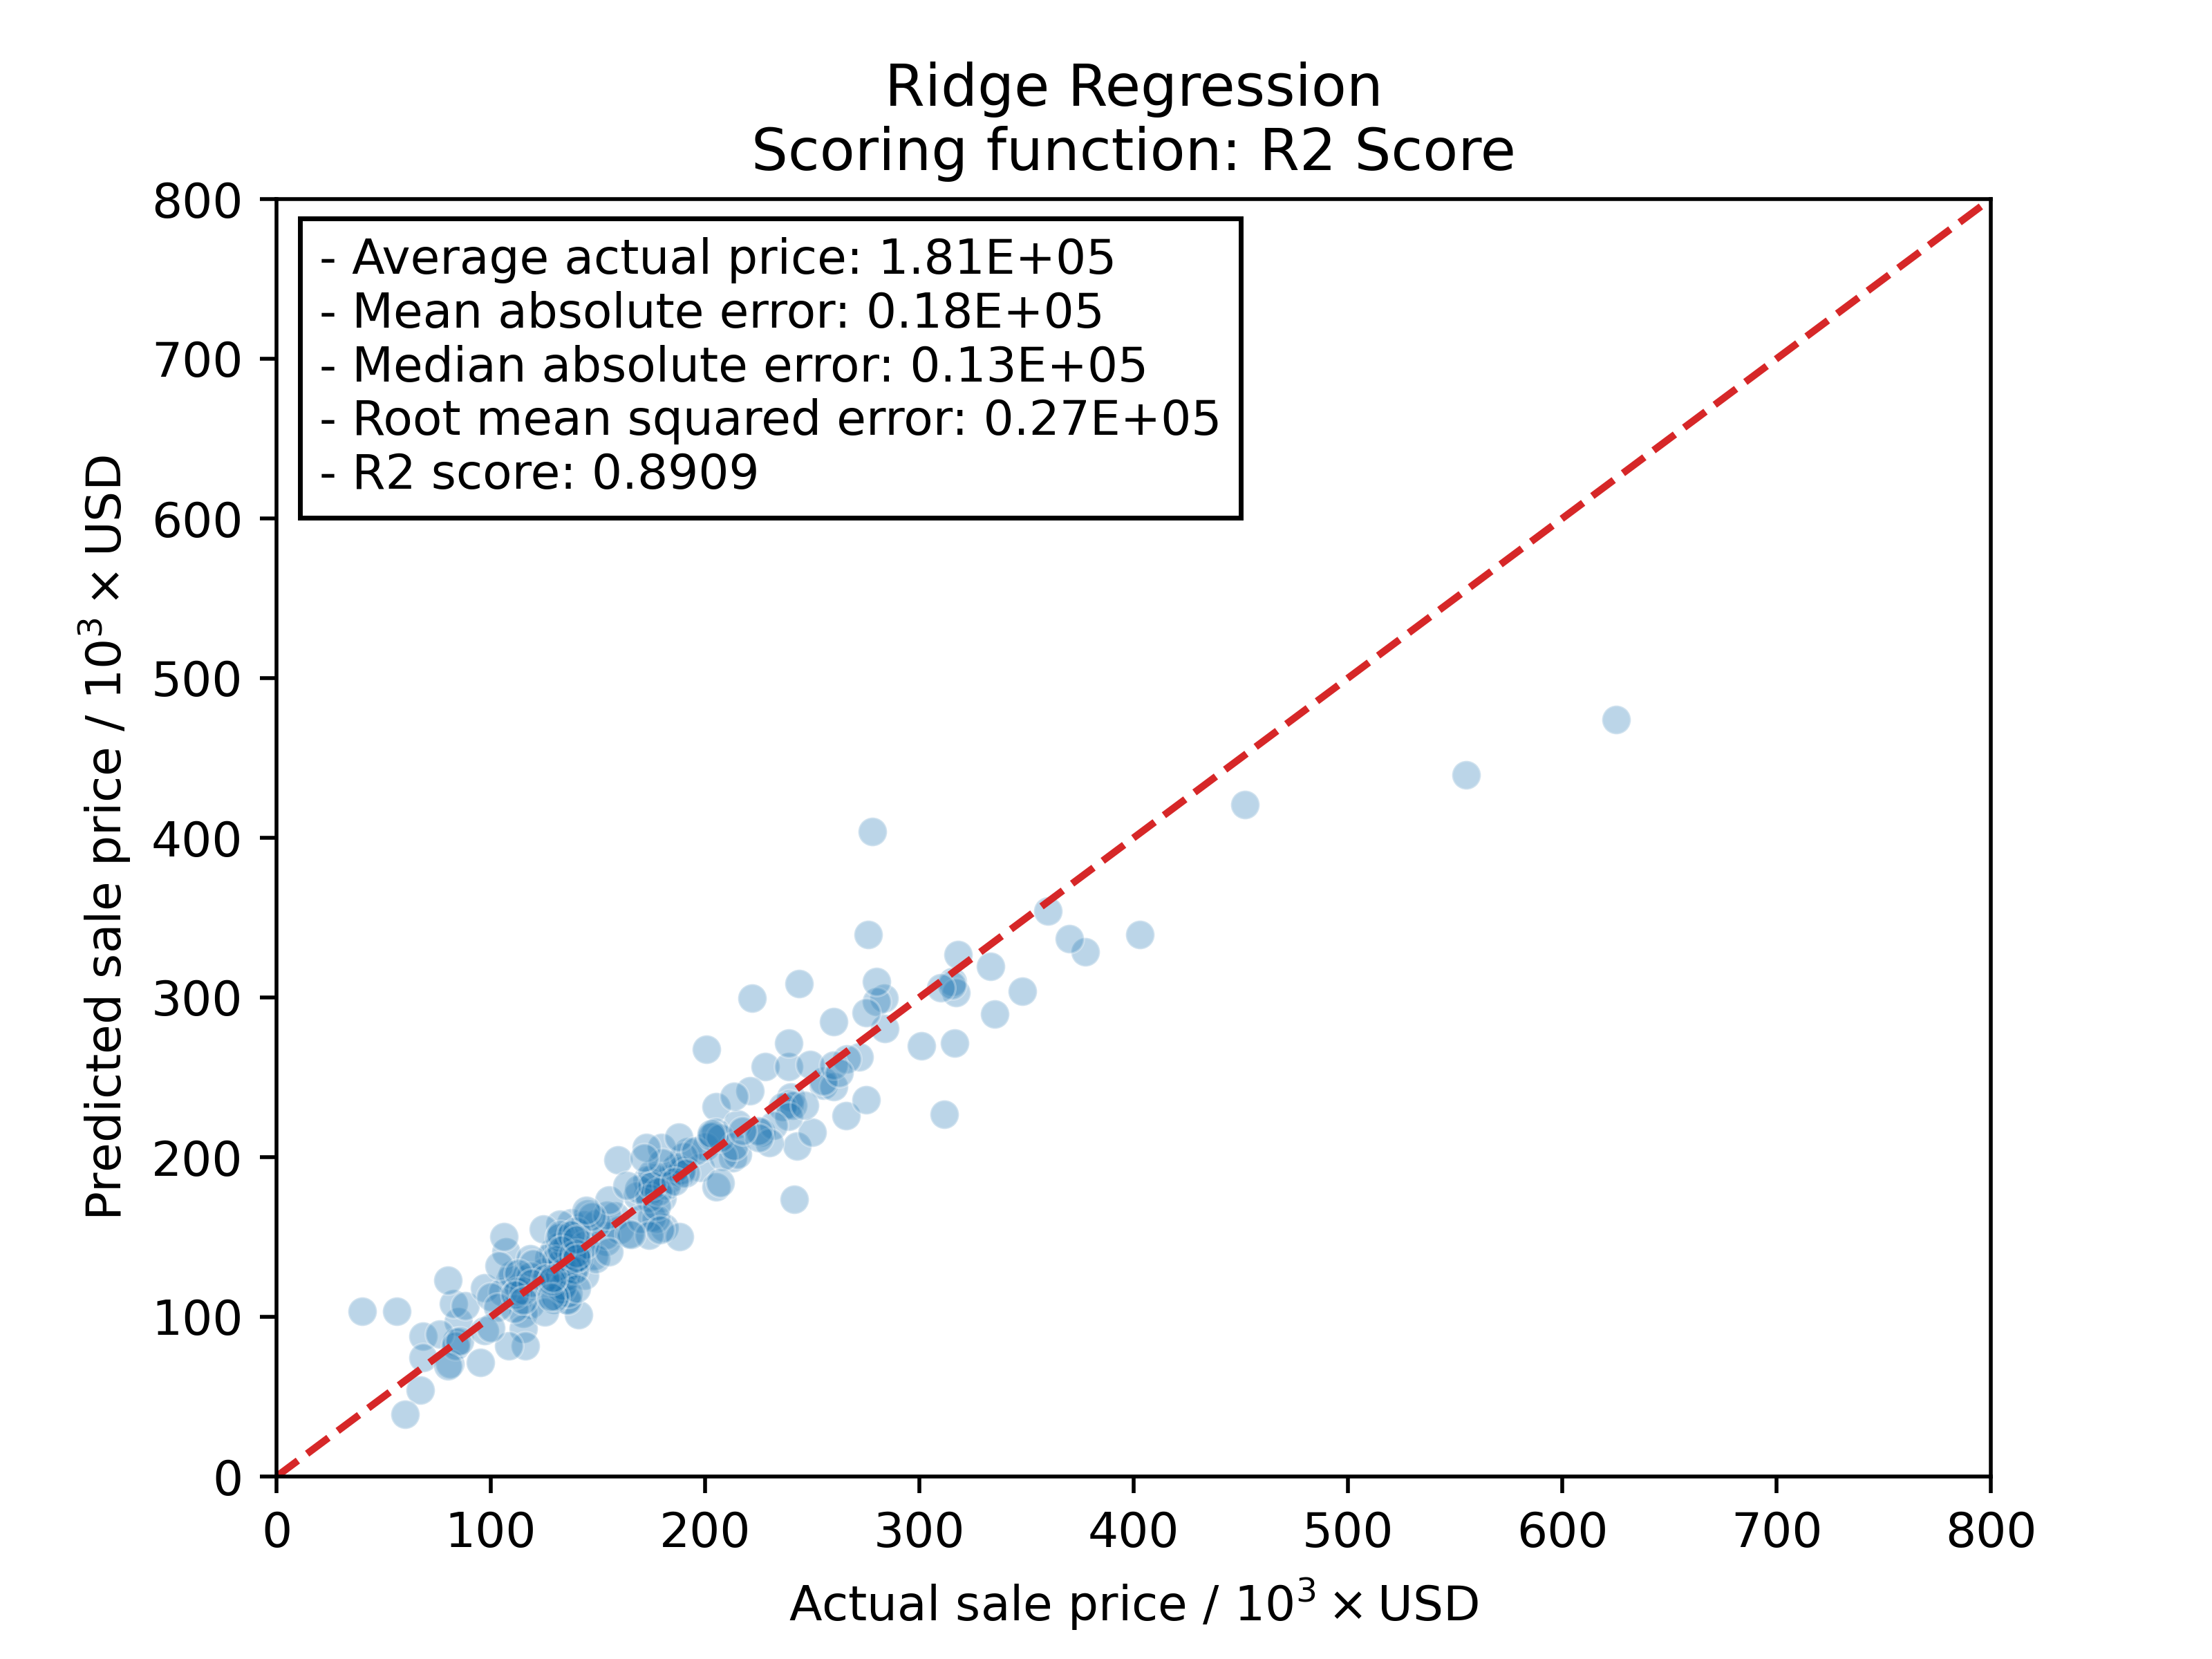 Ridge Regression
Scoring function: R2 Score
- Average actual price: 1.81E+05
- Mean absolute error: 0.18E+05
- Median absolute error: 0.13E+05
- Root mean squared error: 0.27E+05
- R2 score: 0.8909
Predicted sale price / 10³ × USD
800
700
600
500
400
300
200
100
0
0 100 200 300 400 500 600 700 800
Actual sale price / 10³ × USD